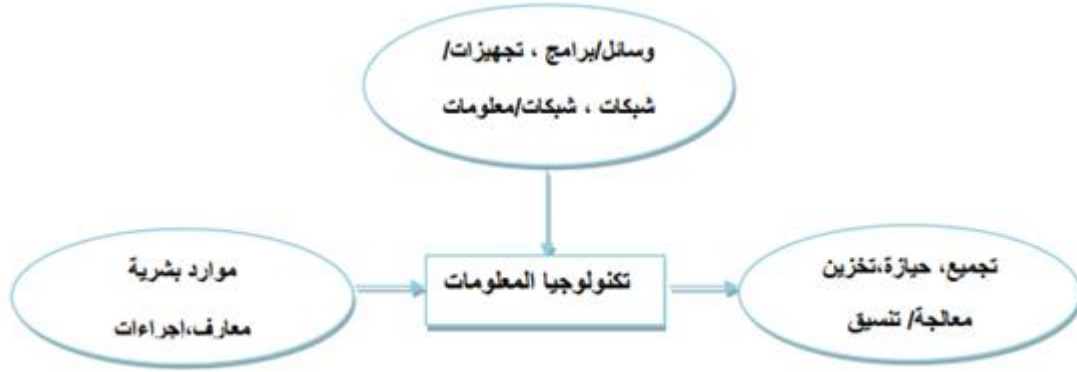 وسائل/برامج ، تجهيزات/
شبكات ، شبكات/معلومات
موارد بشرية
معارف،اجراءات
تكنولوجيا المعلومات
تجميع، حيازة،تخزين
معالجة/ تنسيق